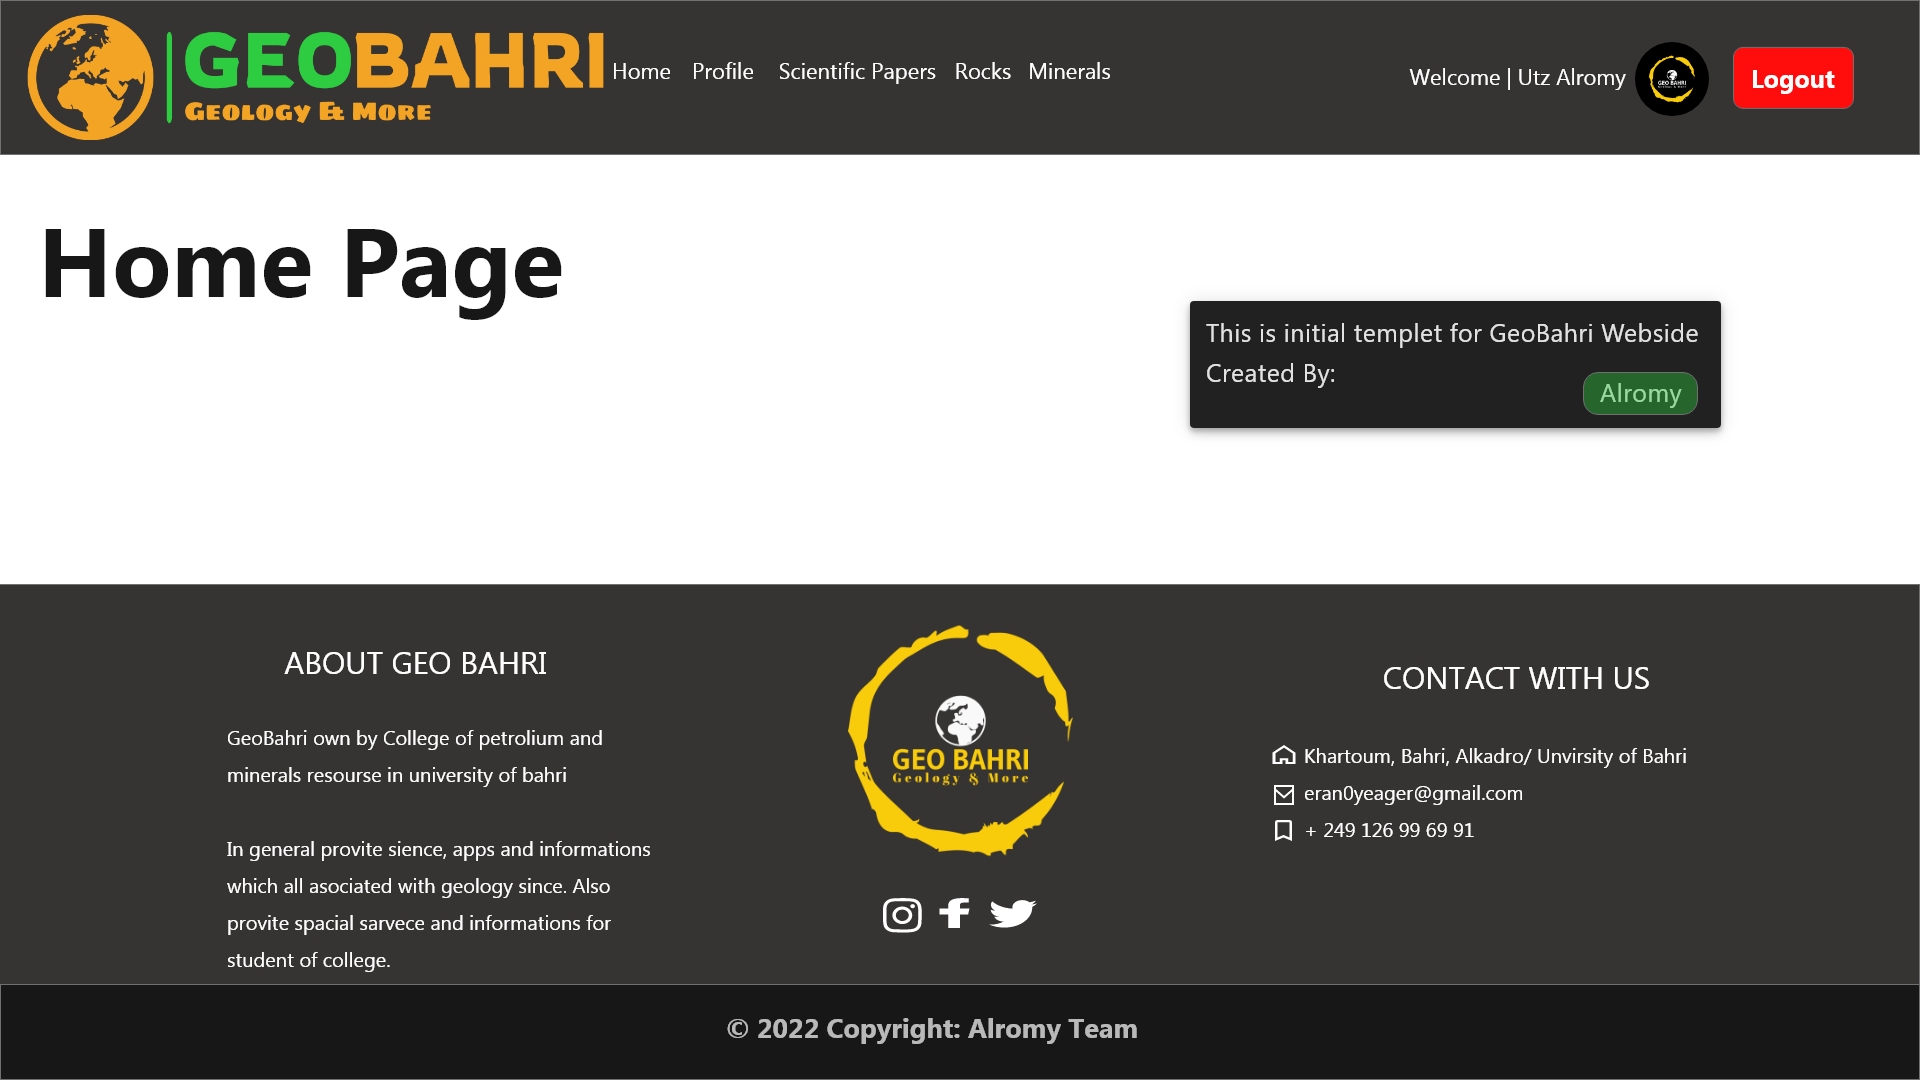 GEOBAHRI
Geology & More
Home Profile Scientific Papers Rocks Minerals
Welcome | Utz Alromy
GEO BAHRI
Logout
Home Page
This is initial templet for GeoBahri Webside
Created By:
Alromy
ABOUT GEO BAHRI
GeoBahri own by College of petrolium and
minerals resourse in university of bahri
In general provite sience, apps and informations
which all asociated with geology since. Also
provite spacial sarvece and informations for
student of college.
GEO BAHRI
Geology & More
CONTACT WITH US
Khartoum, Bahri, Alkadro/ Unvirsity of Bahri
eran0yeager@gmail.com
+ 249 126 99 69 91
© 2022 Copyright: Alromy Team